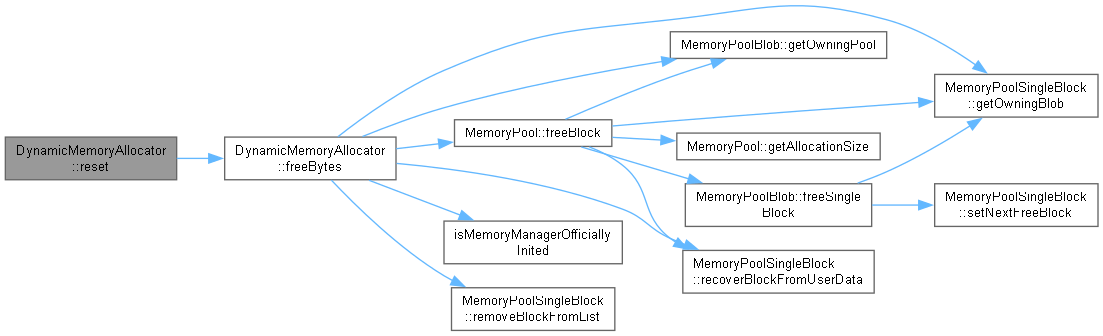 DynamicMemoryAllocator
::reset
DynamicMemoryAllocator
::freeBytes
MemoryPool::freeBlock
isMemoryManagerOfficially
Inited
MemoryPoolSingleBlock
::removeBlockFromList
MemoryPoolBlob::getOwningPool
MemoryPool::getAllocationSize
MemoryPoolBlob::freeSingle
Block
MemoryPoolSingleBlock
::recoverBlockFromUserData
MemoryPoolSingleBlock
::getOwningBlob
MemoryPoolSingleBlock
::setNextFreeBlock